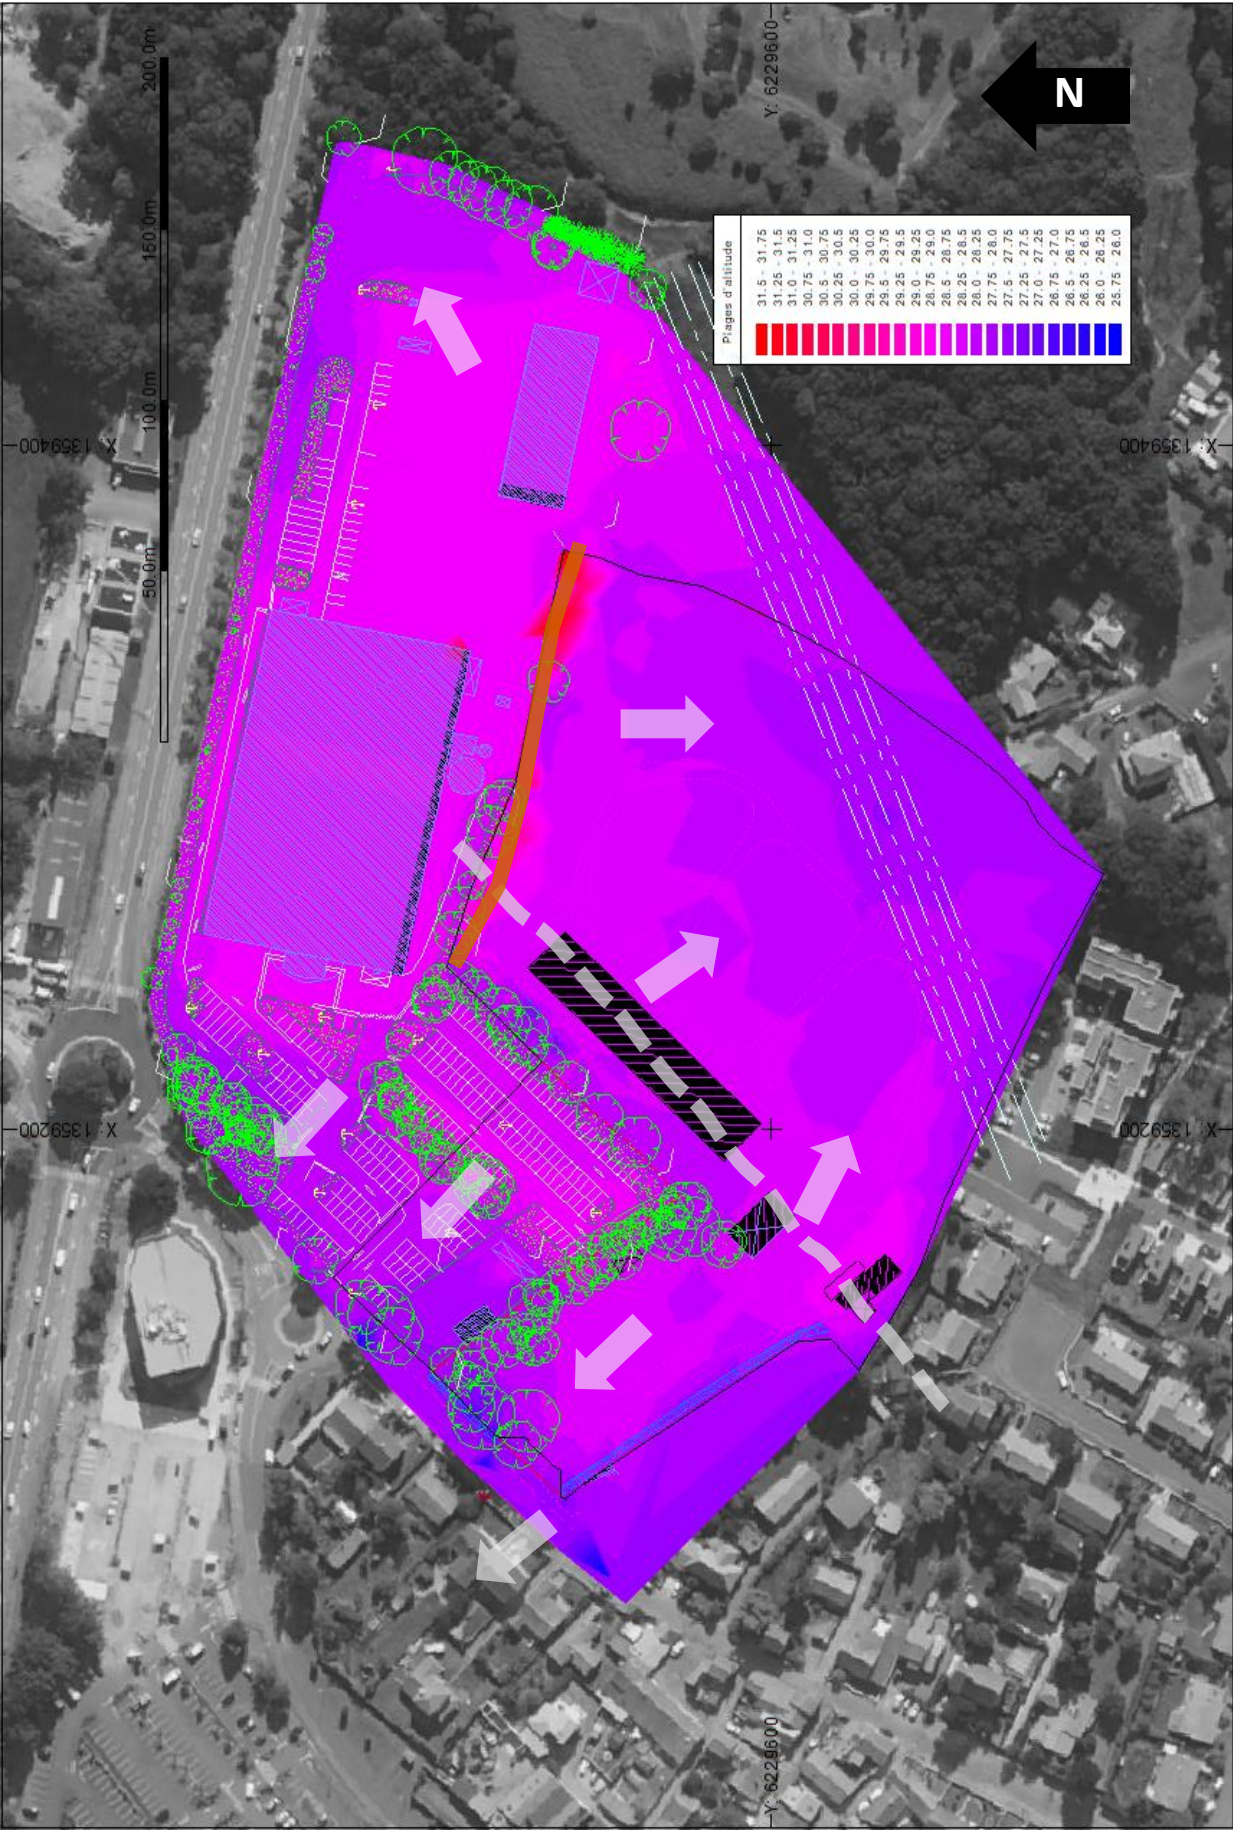 N
Y: 6229600
200.0m
150.0m
100.0m
50.0m
X: 1359400
X: 1359400
Plages d'altitude
31.5 - 31.75
31.25 - 31.5
31.0 - 31.25
30.75 - 31.0
30.5 - 30.75
30.25 - 30.5
30.0 - 30.25
29.75 - 30.0
29.5 - 29.75
29.25 - 29.5
29.0 - 29.25
28.75 - 29.0
28.5 - 28.75
28.25 - 28.5
28.0 - 28.25
27.75 - 28.0
27.5 - 27.75
27.25 - 27.5
27.0 - 27.25
26.75 - 27.0
26.5 - 26.75
26.25 - 26.5
26.0 - 26.25
25.75 - 26.0
X: 1359200
X: 1359200
Y: 6229600